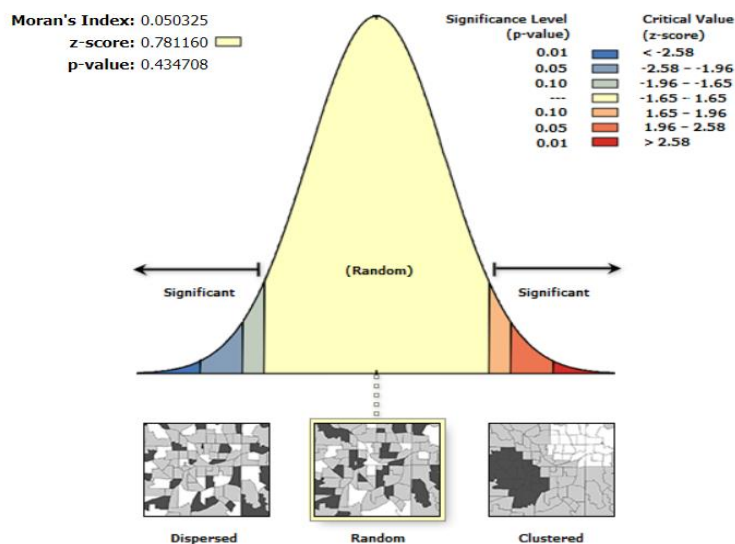 Moran's Index: 0.050325
z-score: 0.781160
p-value: 0.434708
Significance Level
(p-value)
Critical Value
(z-score)
0.01 < -2.58
0.05 -2.58 – -1.96
0.10 -1.96 – -1.65
--- -1.65 – 1.65
0.10 1.65 – 1.96
0.05 1.96 – 2.58
0.01 > 2.58
(Random)
Significant
Significant
Dispersed
Random
Clustered